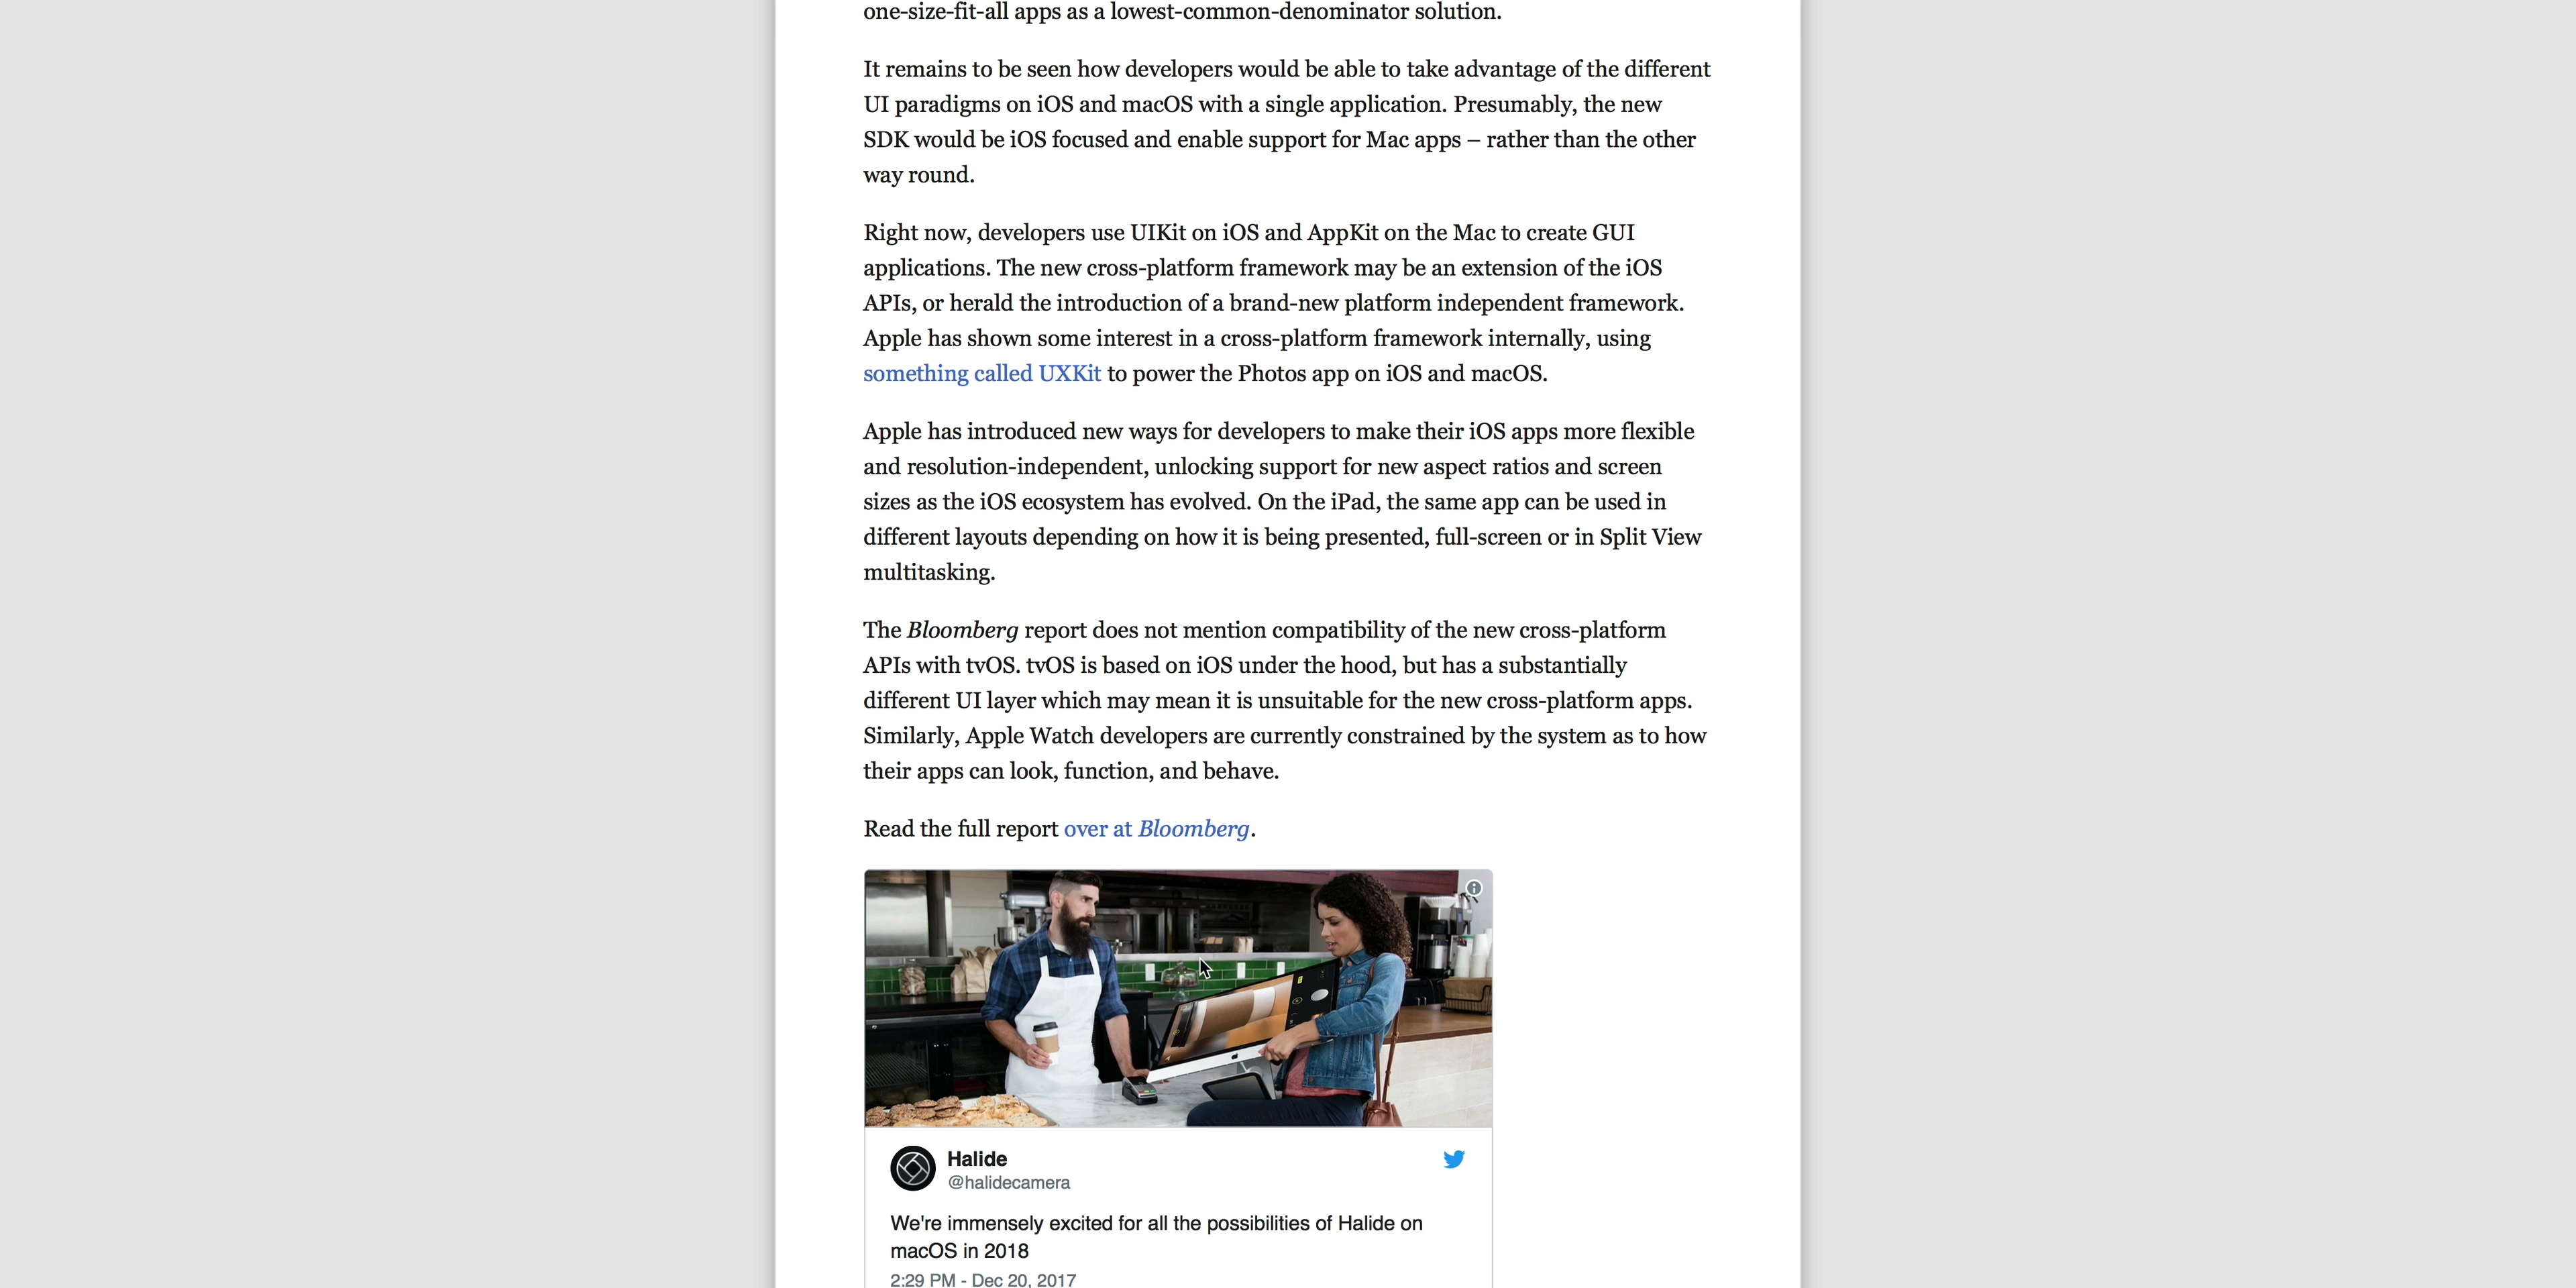 one-size-fit-all apps as a lowest-common-denominator solution.
It remains to be seen how developers would be able to take advantage of the different
UI paradigms on iOS and macOS with a single application. Presumably, the new
SDK would be iOS focused and enable support for Mac apps – rather than the other
way round.
Right now, developers use UIKit on iOS and AppKit on the Mac to create GUI
applications. The new cross-platform framework may be an extension of the iOS
APIs, or herald the introduction of a brand-new platform independent framework.
Apple has shown some interest in a cross-platform framework internally, using
something called UXKit to power the Photos app on iOS and macOS.
Apple has introduced new ways for developers to make their iOS apps more flexible
and resolution-independent, unlocking support for new aspect ratios and screen
sizes as the iOS ecosystem has evolved. On the iPad, the same app can be used in
different layouts depending on how it is being presented, full-screen or in Split View
multitasking.
The Bloomberg report does not mention compatibility of the new cross-platform
APIs with tvOS. tvOS is based on iOS under the hood, but has a substantially
different UI layer which may mean it is unsuitable for the new cross-platform apps.
Similarly, Apple Watch developers are currently constrained by the system as to how
their apps can look, function, and behave.
Read the full report over at Bloomberg.
Halide
@halidecamera
We're immensely excited for all the possibilities of Halide on
macOS in 2018
2:29 PM - Dec 20, 2017